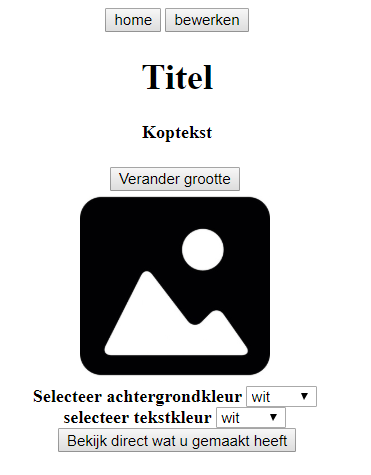 home bewerken
Titel
Koptekst
Verander grootte
Selecteer achtergrondkleur wit
selecteer tekstkleur wit
Bekijk direct wat u gemaakt heeft